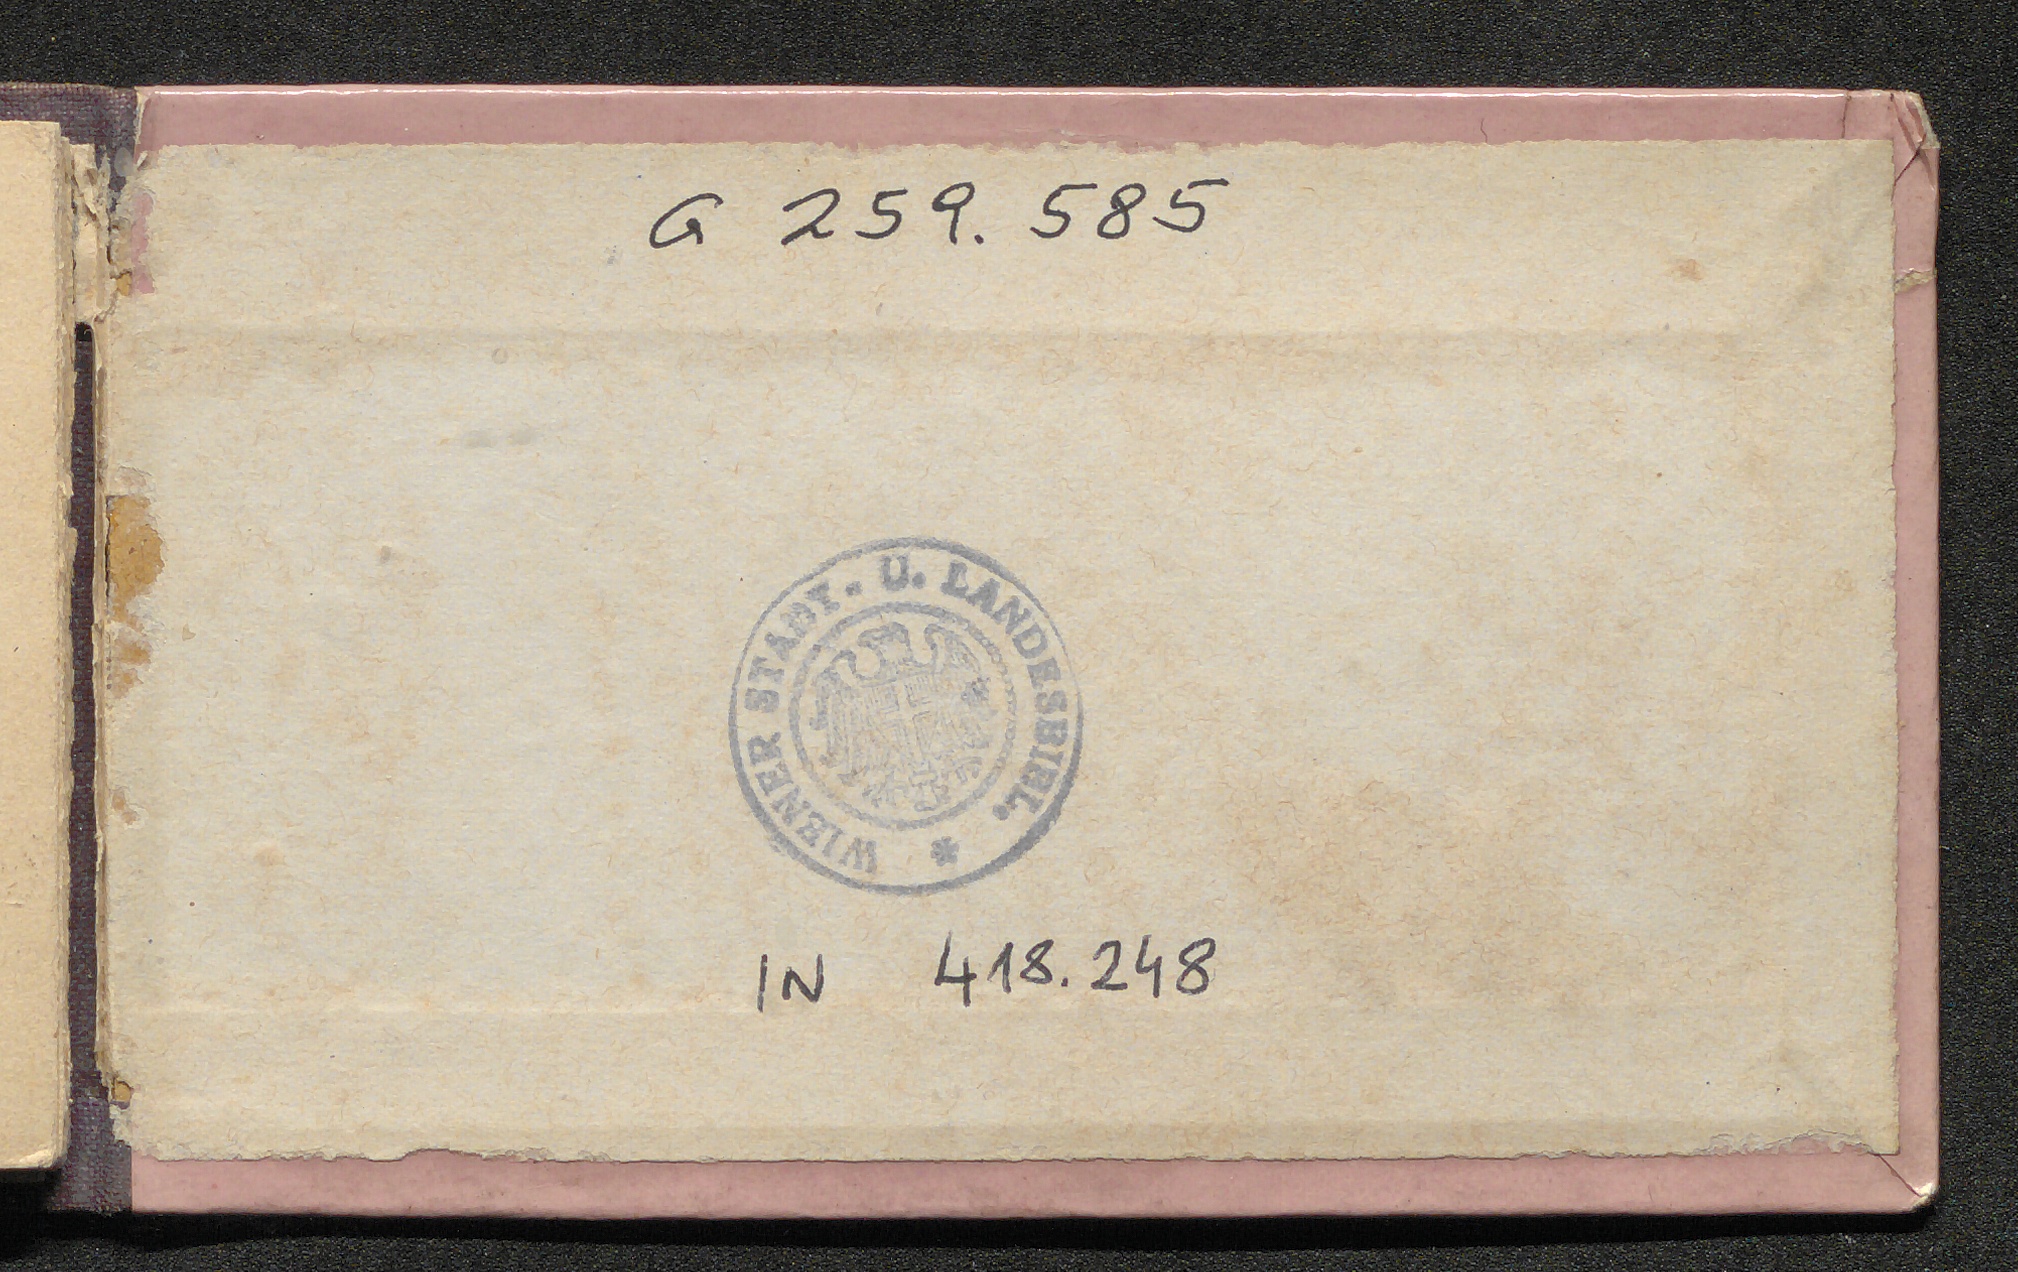 G 259.585
WIENER STADT- U. LANDESBIBL. *
IN 418.248